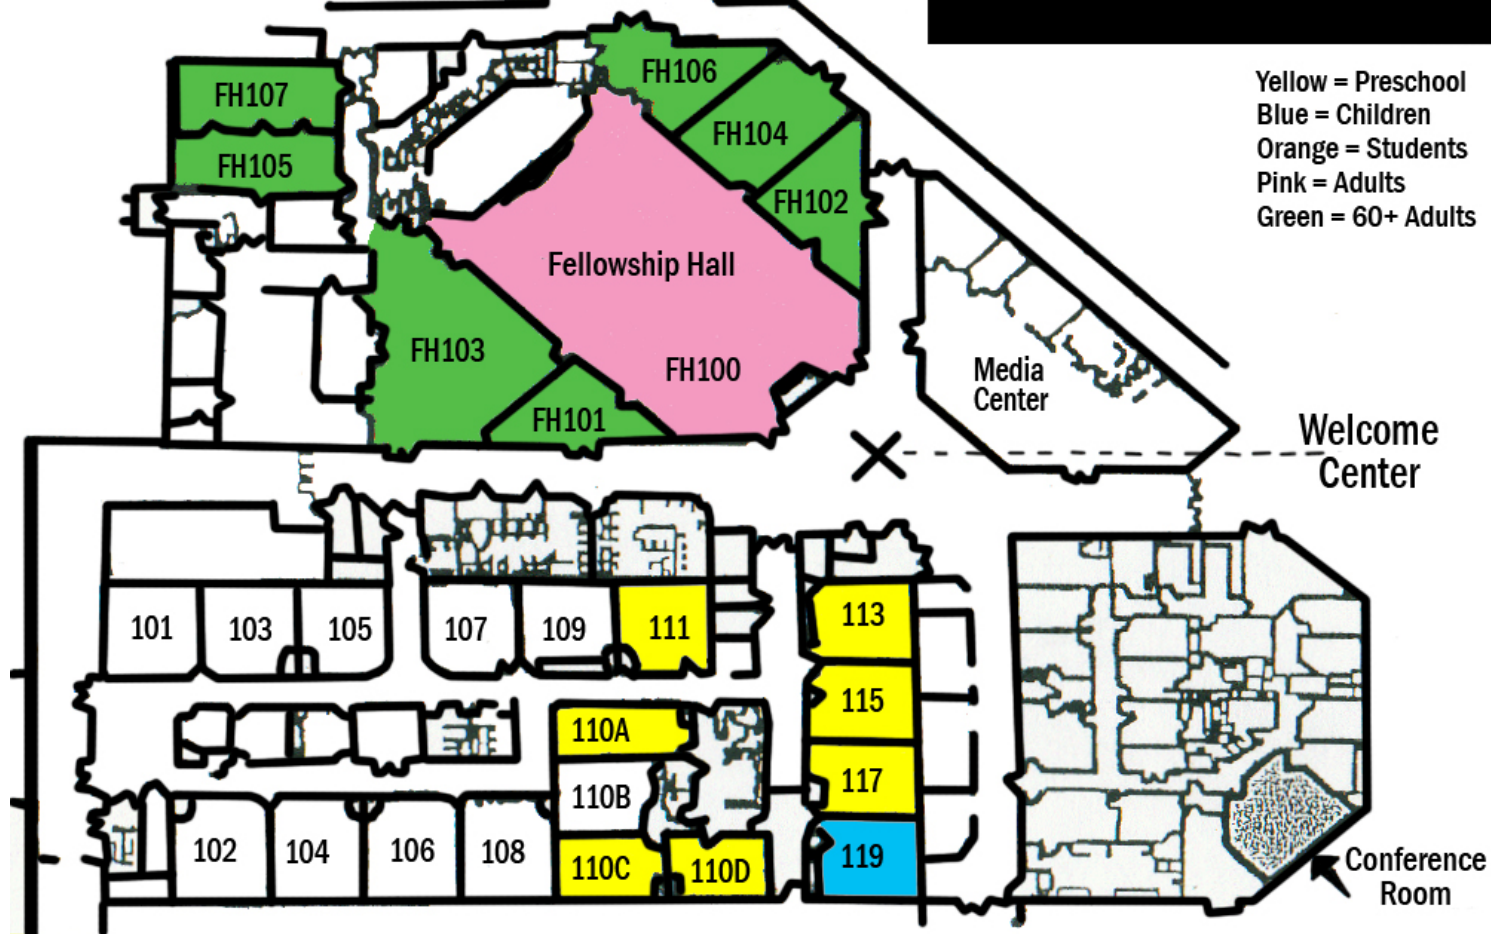 Yellow = Preschool
Blue = Children
Orange = Students
Pink = Adults
Green = 60+ Adults
FH107
FH105
FH106
FH104
FH102
Fellowship Hall
FH103
FH100
FH101
Media
Center
Welcome
Center
101
103
105
107
109
111
113
115
117
119
110A
110B
110C
110D
102
104
106
108
Conference
Room